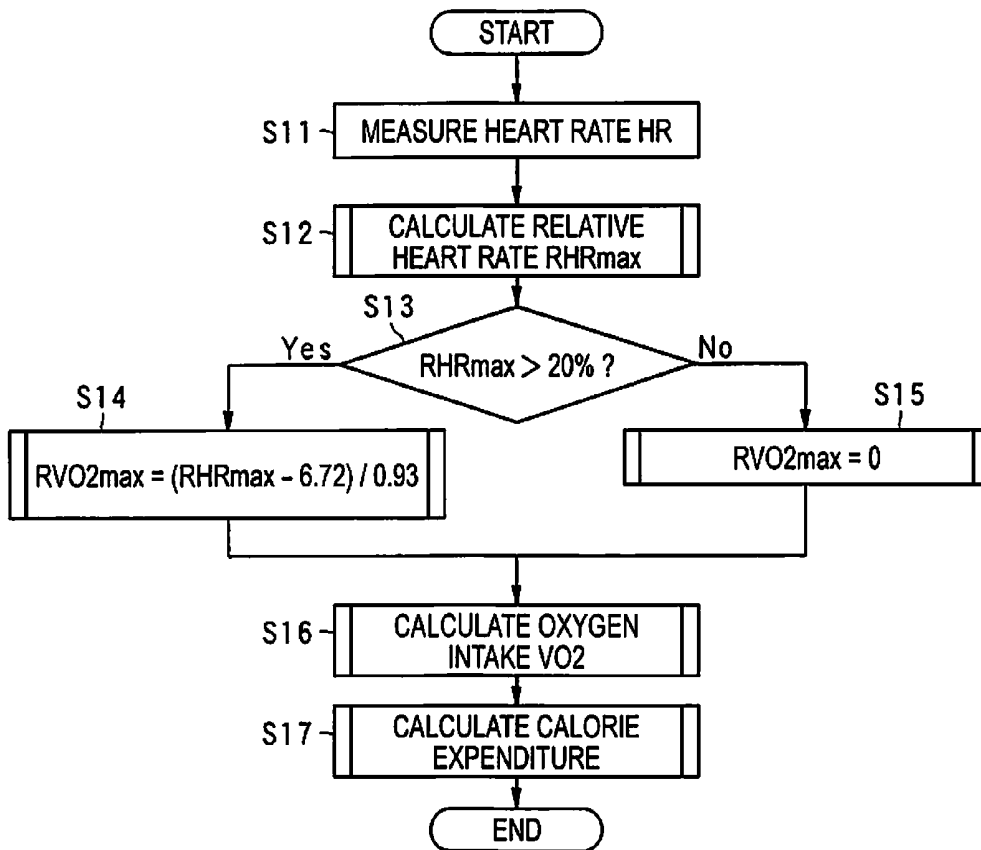 START
S11
MEASURE HEART RATE HR
S12
CALCULATE RELATIVE
HEART RATE RHRmax
S13
Yes
RHRmax > 20% ?
No
S14
S15
RVO2max = (RHRmax – 6.72) / 0.93
RVO2max = 0
S16
CALCULATE OXYGEN
INTAKE VO2
S17
CALCULATE CALORIE
EXPENDITURE
END